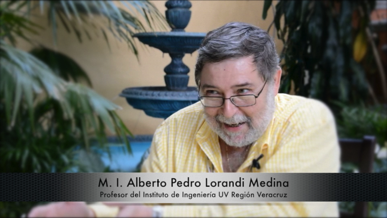 M. I. Alberto Pedro Lorandi Medina
Profesor del Instituto de Ingeniería UV Región Veracruz